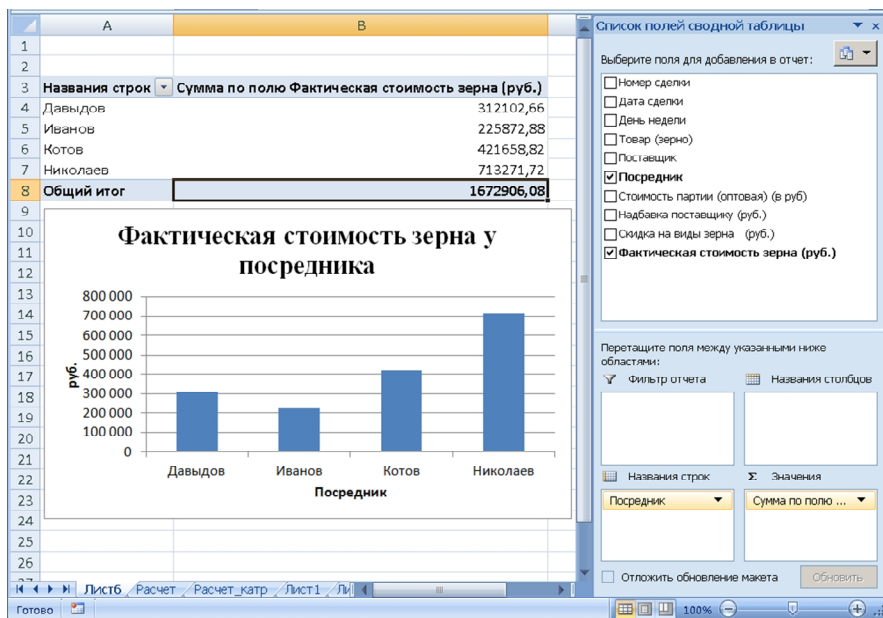 A B
1
2
3 Названия строк Сумма по полю Фактическая стоимость зерна (руб.)
4 Давыдов 312102,66
5 Иванов 225872,88
6 Котов 421658,82
7 Николаев 713271,72
8 Общий итог 1672906,08
9
10
11
12
13
14
15
16
17
18
19
20
21
22
23
24
25
26
Фактическая стоимость зерна у
посредника
800 000
700 000
600 000
500 000
400 000
300 000
200 000
100 000
0
руб.
Давыдов Иванов Котов Николаев
Посредник
Лист6 Расчет Расчет_катр Лист1
Готово
100%
Список полей сводной таблицы
Выберите поля для добавления в отчет:
Номер сделки
Дата сделки
День недели
Товар (зерно)
Поставщик
Посредник
Стоимость партии (оптовая) (в руб)
Надбавка поставщику (руб.)
Скидка на виды зерна (руб.)
Фактическая стоимость зерна (руб.)
Перетащите поля между указанными ниже
областями:
Фильтр отчета Названия столбцов
Названия строк Σ Значения
Посредник Сумма по полю ...
Отложить обновление макета Обновить